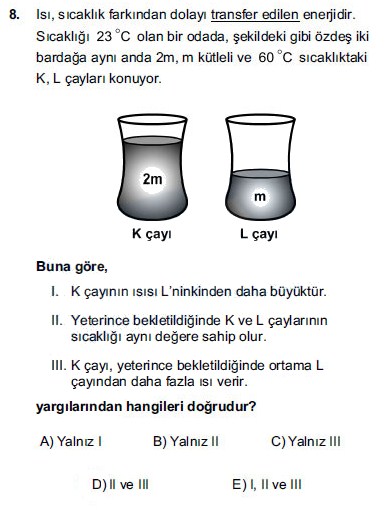 8. Isı, sıcaklık farkından dolayı transfer edilen enerjidir.
Sıcaklığı 23 °C olan bir odada, şekildeki gibi özdeş iki
bardağa aynı anda 2m, m kütleli ve 60 °C sıcaklıktaki
K, L çayları konuyor.
2m
m
K çayı L çayı
Buna göre,
I. K çayının ısısı L'ninkinden daha büyüktür.
II. Yeterince bekletildiğinde K ve L çaylarının
sıcaklığı aynı değere sahip olur.
III. K çayı, yeterince bekletildiğinde ortama L
çayından daha fazla ısı verir.
yargılarından hangileri doğrudur?
A) Yalnız I B) Yalnız II C) Yalnız III
D) II ve III E) I, II ve III